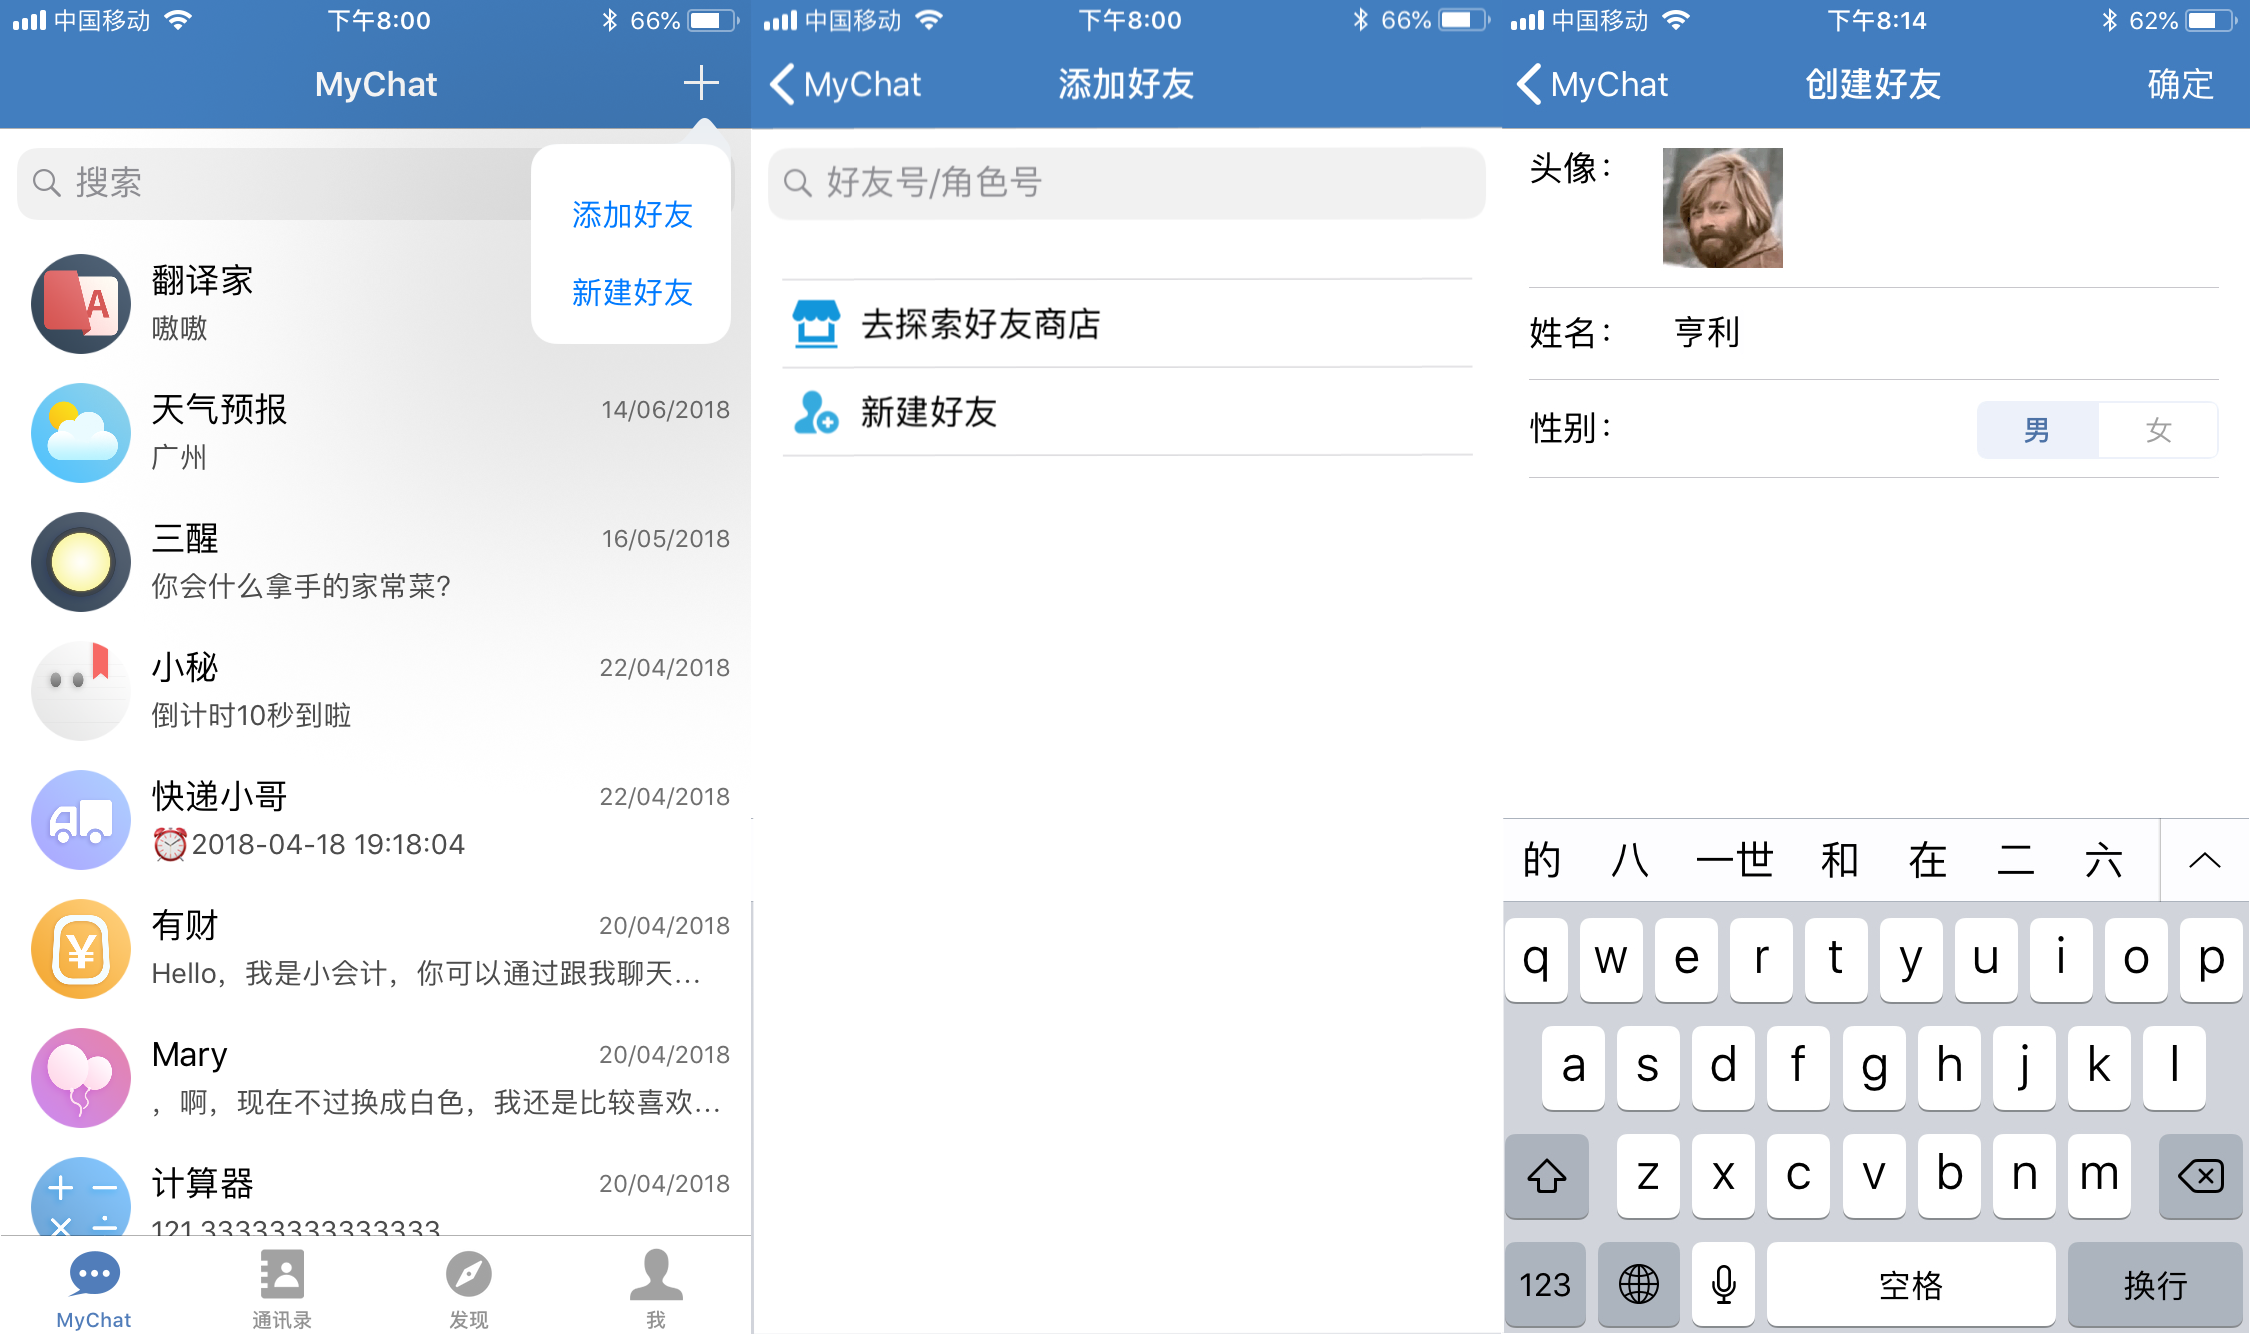 中国移动 下午8:00 66%
MyChat
搜索
添加好友
新建好友
翻译家
嗷嗷
天气预报 14/06/2018
广州
三醒 16/05/2018
你会什么拿手的家常菜?
小秘 22/04/2018
倒计时10秒到啦
快递小哥 22/04/2018
⏰2018-04-18 19:18:04
有财 20/04/2018
Hello，我是小会计，你可以通过跟我聊天...
Mary 20/04/2018
，啊，现在不过换成白色，我还是比较喜欢...
计算器 20/04/2018
121.33333333333333
MyChat 通讯录 发现 我
中国移动 下午8:00 66%
MyChat 添加好友
好友号/角色号
去探索好友商店
新建好友
中国移动 下午8:14 62%
MyChat 创建好友 确定
头像：
姓名： 亨利
性别： 男 女
的 八 一世 和 在 二 六
q w e r t y u i o p
a s d f g h j k l
z x c v b n m
123 空格 换行